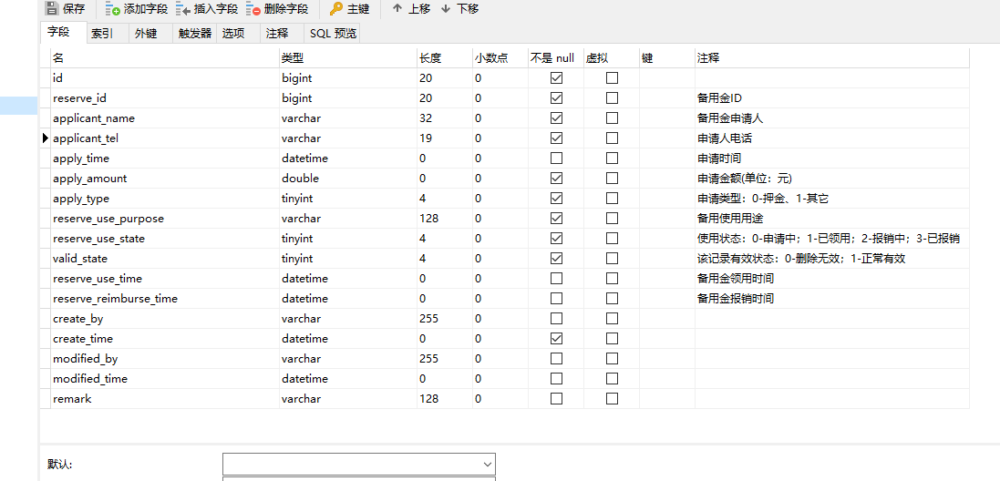 保存 添加字段 插入字段 删除字段 主键 上移 下移
字段 索引 外键 触发器 选项 注释 SQL 预览
名 类型 长度 小数点 不是 null 虚拟 键 注释
id bigint 20 0
reserve_id bigint 20 0 备用金ID
applicant_name varchar 32 0 备用金申请人
applicant_tel varchar 19 0 申请人电话
apply_time datetime 0 0 申请时间
apply_amount double 0 0 申请金额(单位：元)
apply_type tinyint 4 0 申请类型：0-押金、1-其它
reserve_use_purpose varchar 128 0 备用使用用途
reserve_use_state tinyint 4 0 使用状态：0-申请中；1-已领用；2-报销中；3-已报销
valid_state tinyint 4 0 该记录有效状态：0-删除无效；1-正常有效
reserve_use_time datetime 0 0 备用金领用时间
reserve_reimburse_time datetime 0 0 备用金报销时间
create_by varchar 255 0
create_time datetime 0 0
modified_by varchar 255 0
modified_time datetime 0 0
remark varchar 128 0
默认: